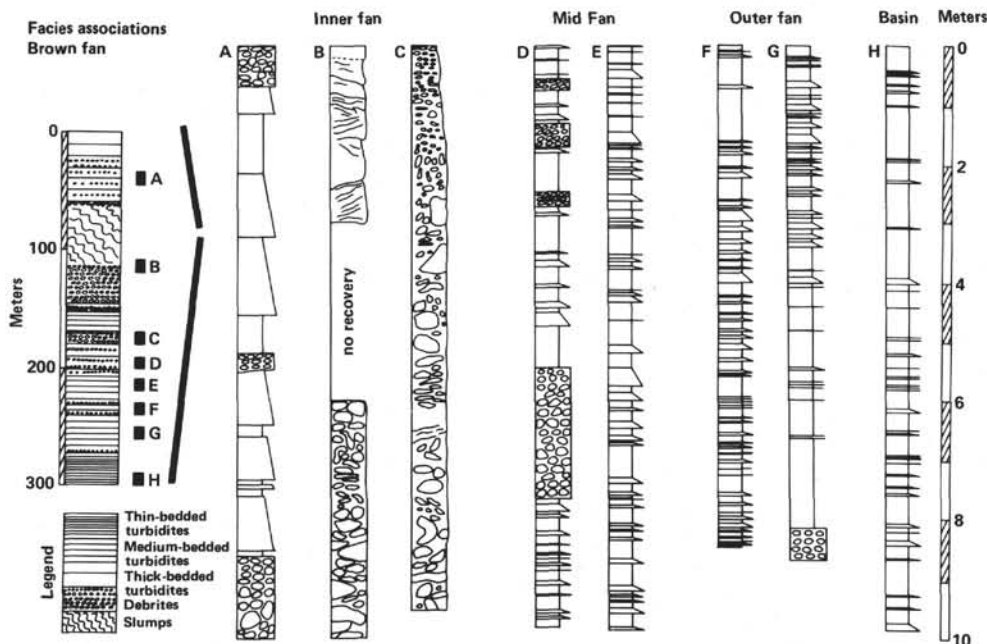 Facies associations
Brown fan
Inner fan
Mid Fan
Outer fan
Basin
Meters
A
B
C
D
E
F
G
H
0
2
4
6
8
10
no recovery
Meters
0
100
200
300
A
B
C
D
E
F
G
H
Legend
Thin-bedded
turbidites
Medium-bedded
turbidites
Thick-bedded
turbidites
Debrites
Slumps